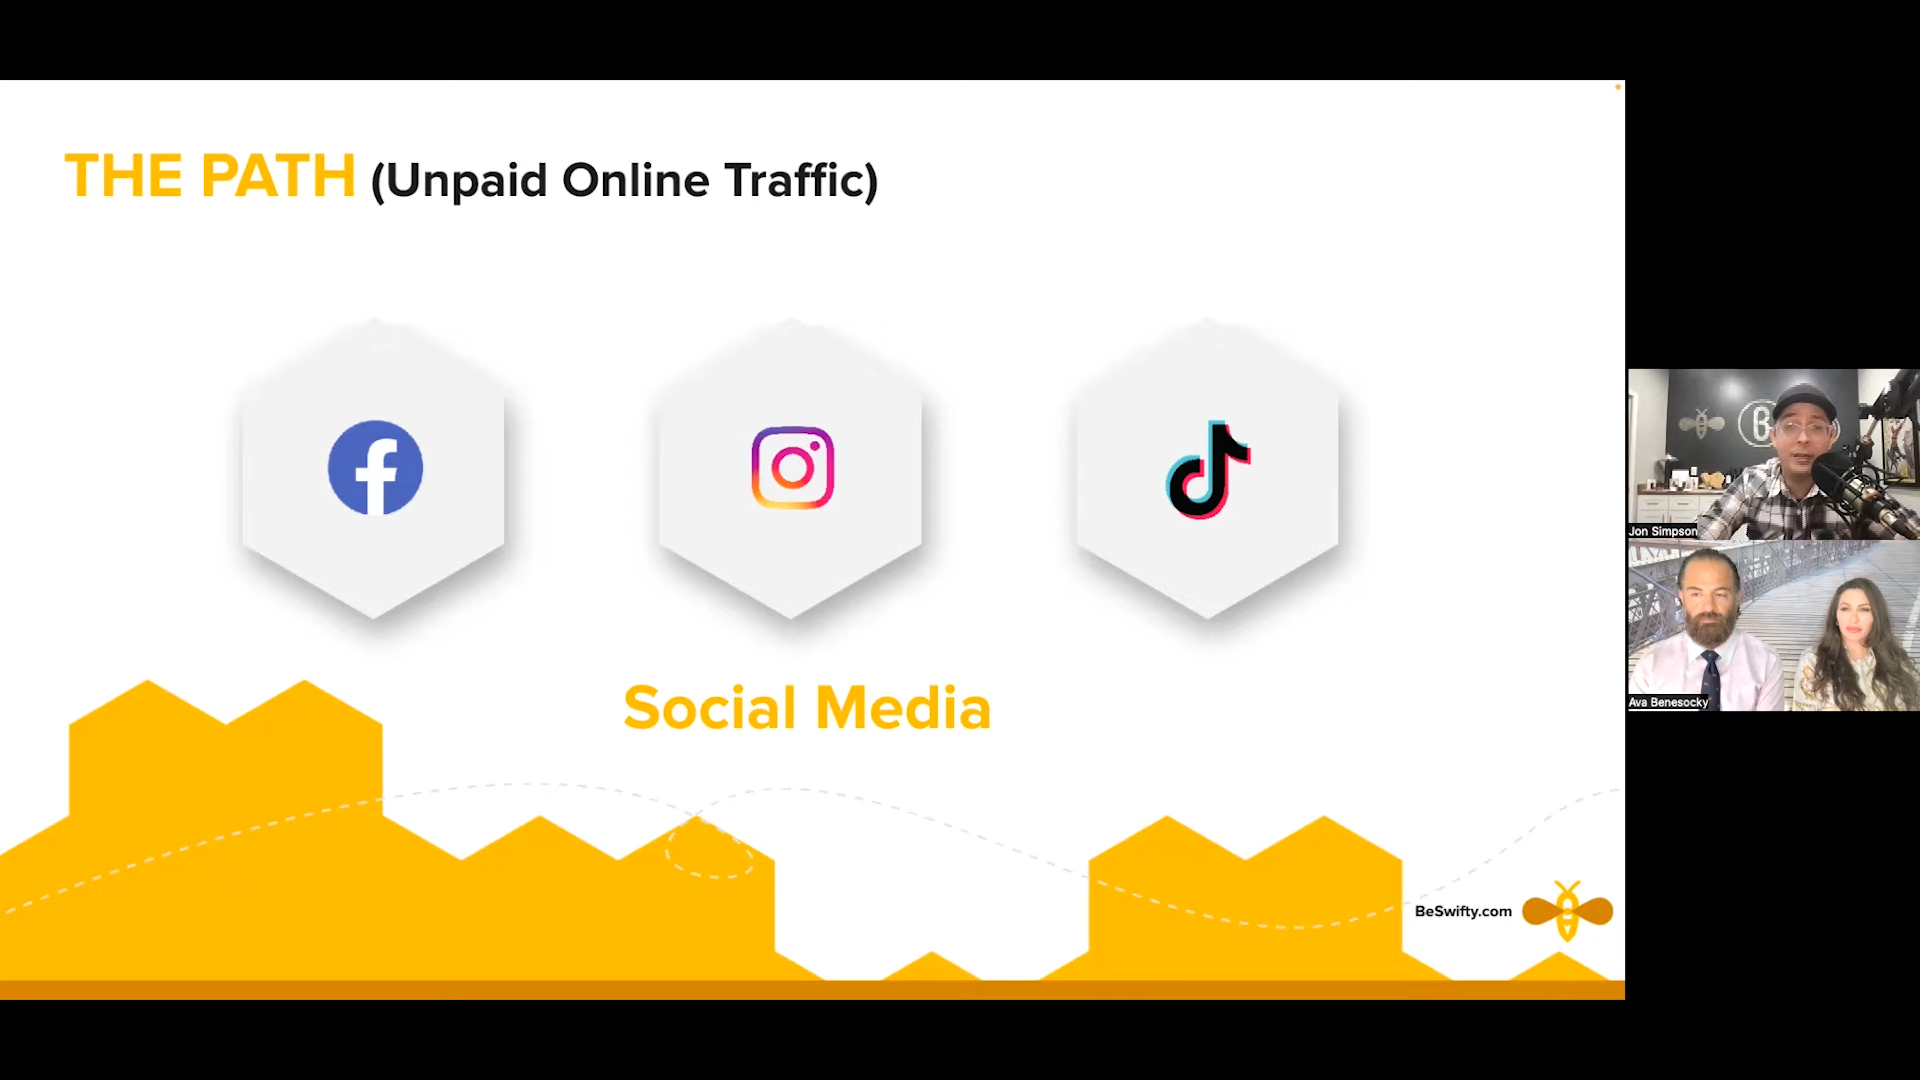 THE PATH (Unpaid Online Traffic)
Social Media
BeSwifty.com
Jon Simpson
Ava Benesocky